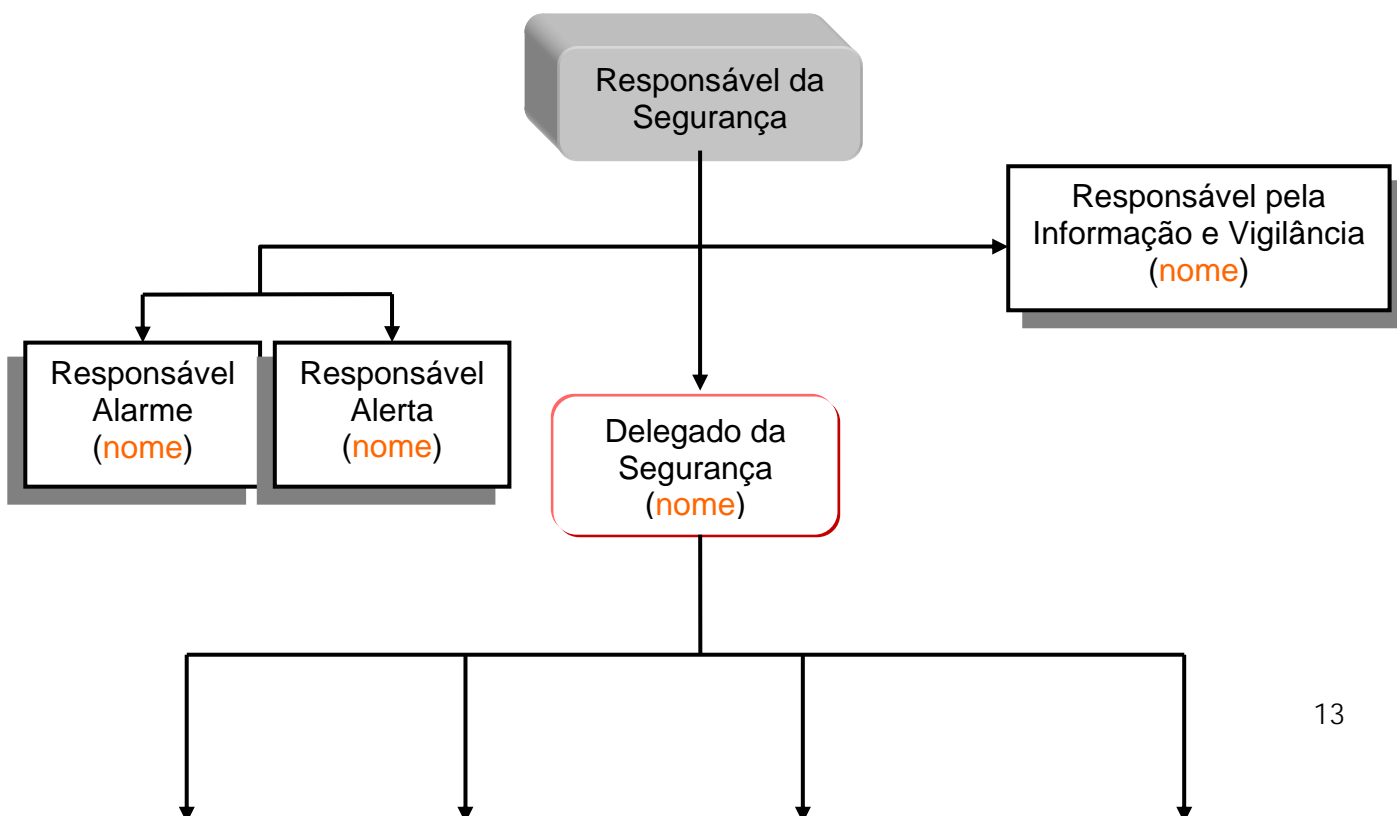 Responsável da
Segurança
Responsável pela
Informação e Vigilância
(nome)
Responsável
Alarme
(nome)
Responsável
Alerta
(nome)
Delegado da
Segurança
(nome)
13